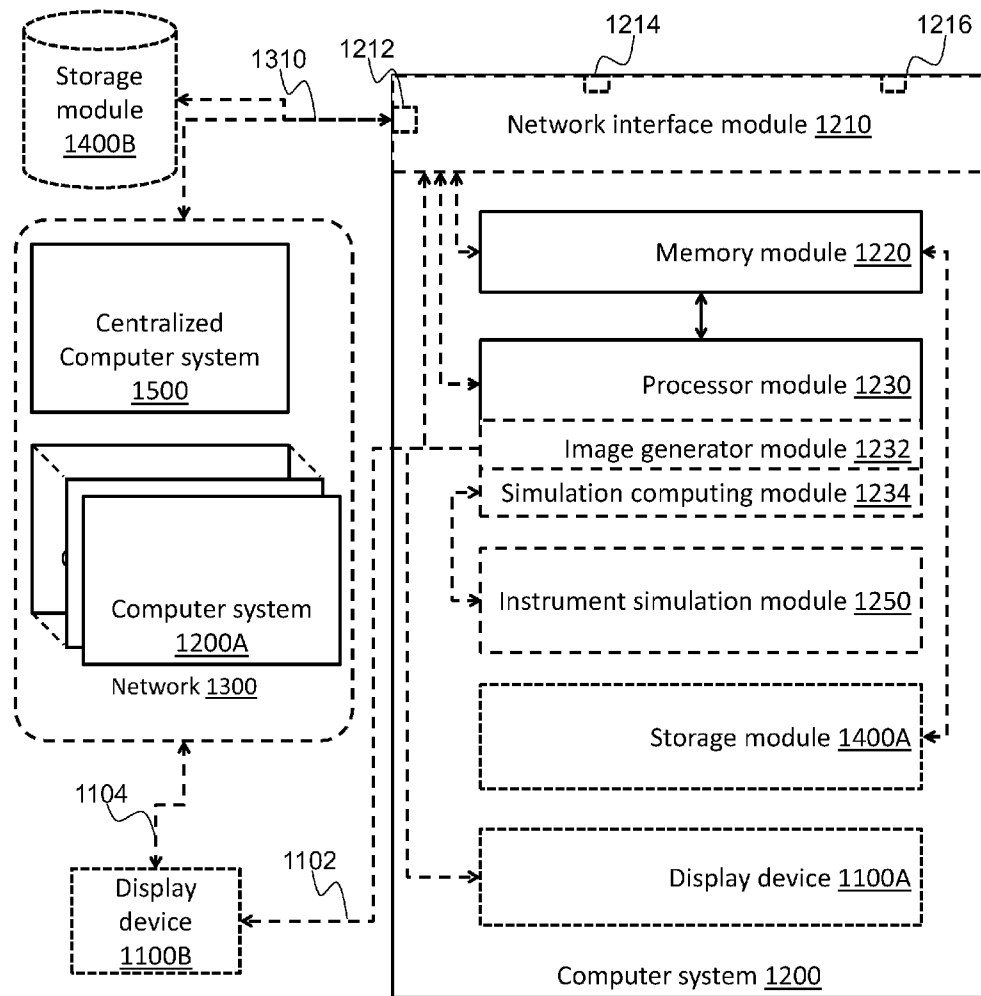 1214
1216
1212
1310
Storage
module
1400B
Network interface module 1210
Memory module 1220
Centralized
Computer system
1500
Processor module 1230
Image generator module 1232
Simulation computing module 1234
Computer system
1200A
Instrument simulation module 1250
Network 1300
Storage module 1400A
1104
1102
Display
device
1100B
Display device 1100A
Computer system 1200